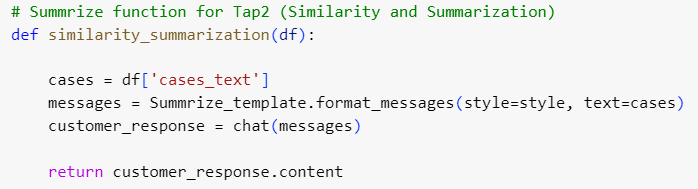 # Summrize function for Tap2 (Similarity and Summarization)
def similarity_summarization(df):
    cases = df['cases_text']
    messages = Summrize_template.format_messages(style=style, text=cases)
    customer_response = chat(messages)
    return customer_response.content